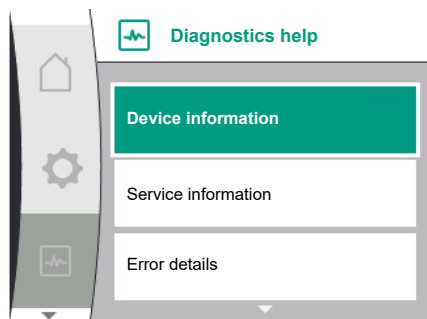 Diagnostics help
Device information
Service information
Error details